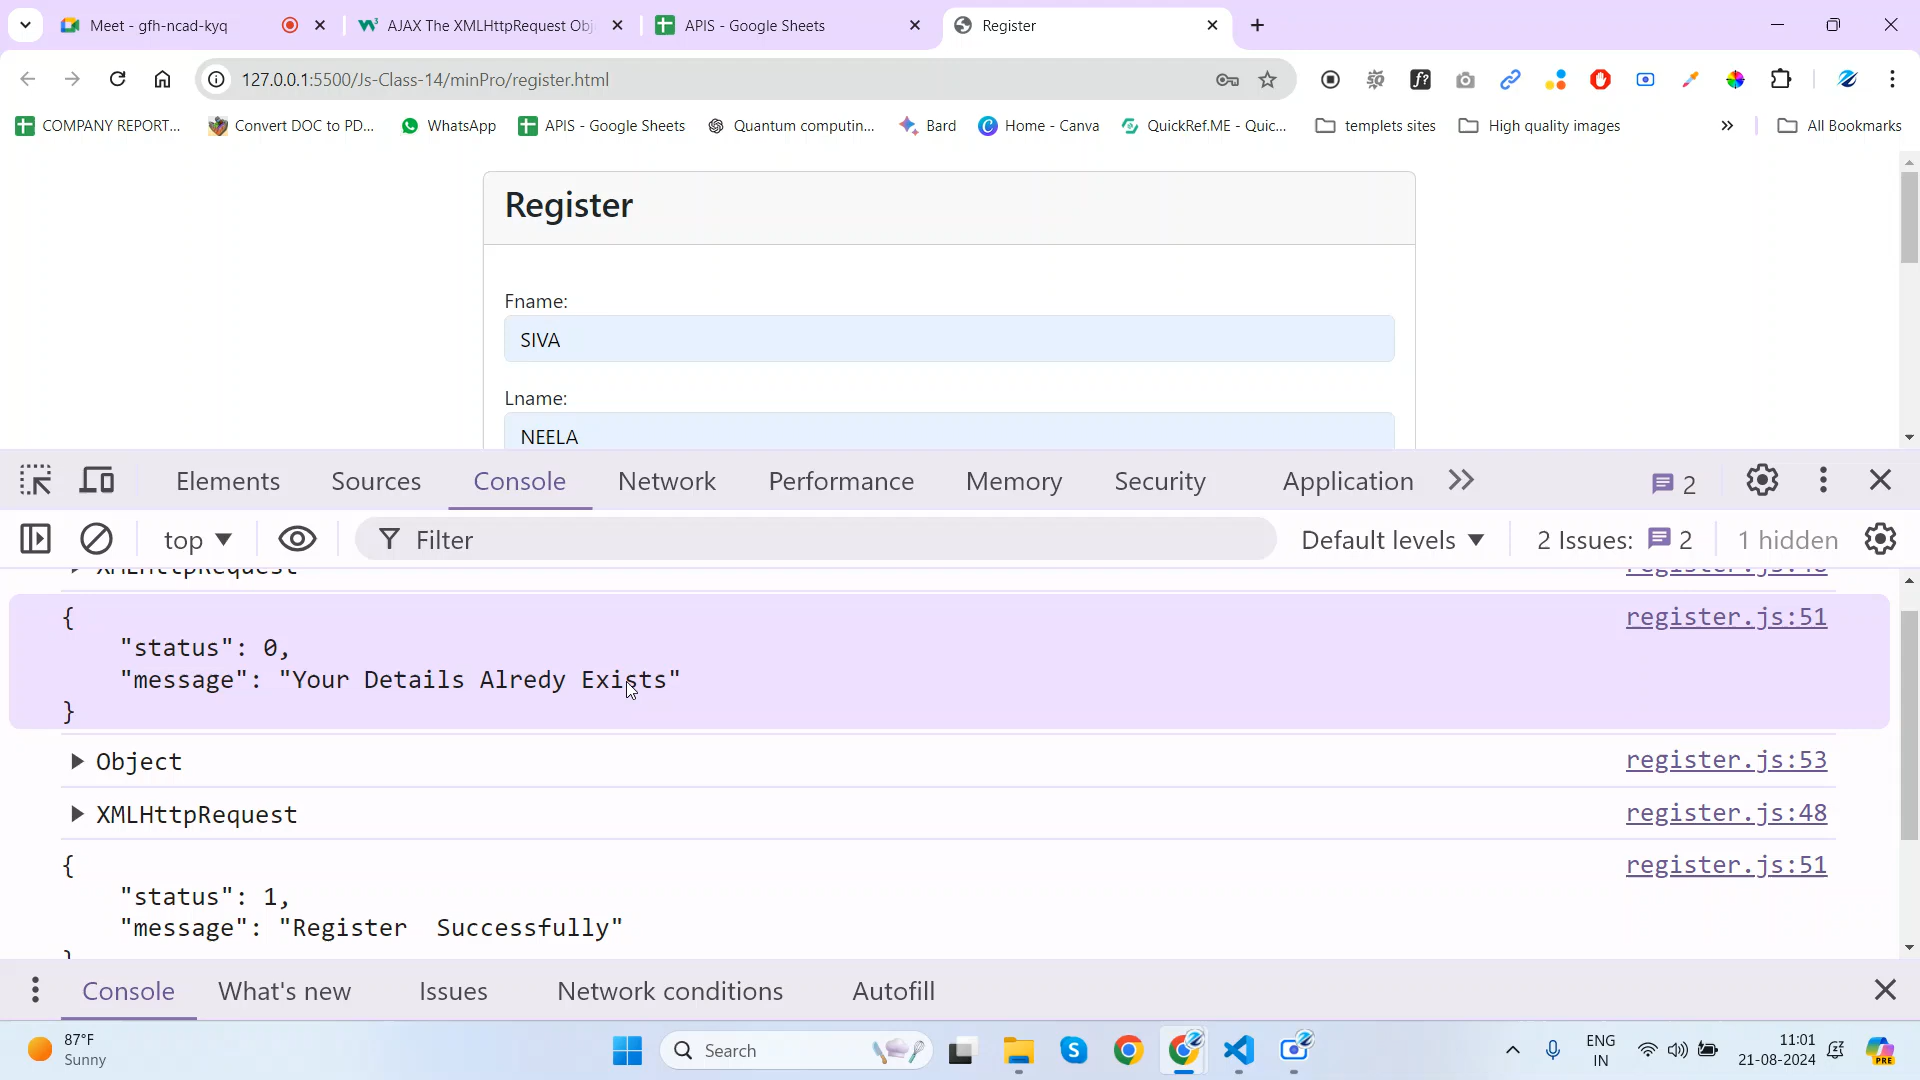 Meet - gfh-ncad-kyq
AJAX The XMLHttpRequest Obj
APIS - Google Sheets
Register
127.0.0.1:5500/Js-Class-14/minPro/register.html
COMPANY REPORT...
Convert DOC to PD...
WhatsApp
APIS - Google Sheets
Quantum computin...
Bard
Home - Canva
QuickRef.ME - Quic...
templets sites
High quality images
All Bookmarks
Register
Fname:
SIVA
Lname:
NEELA
Elements
Sources
Console
Network
Performance
Memory
Security
Application
2
top
Filter
Default levels
2 Issues:
2
1 hidden
XMLHttpRequest
register.js:48
{
register.js:51
"status": 0,
"message": "Your Details Alredy Exists"
}
Object
register.js:53
XMLHttpRequest
register.js:48
{
register.js:51
"status": 1,
"message": "Register  Successfully"
}
Console
What's new
Issues
Network conditions
Autofill
87°F
Sunny
Search
ENG
IN
11:01
21-08-2024
PRE